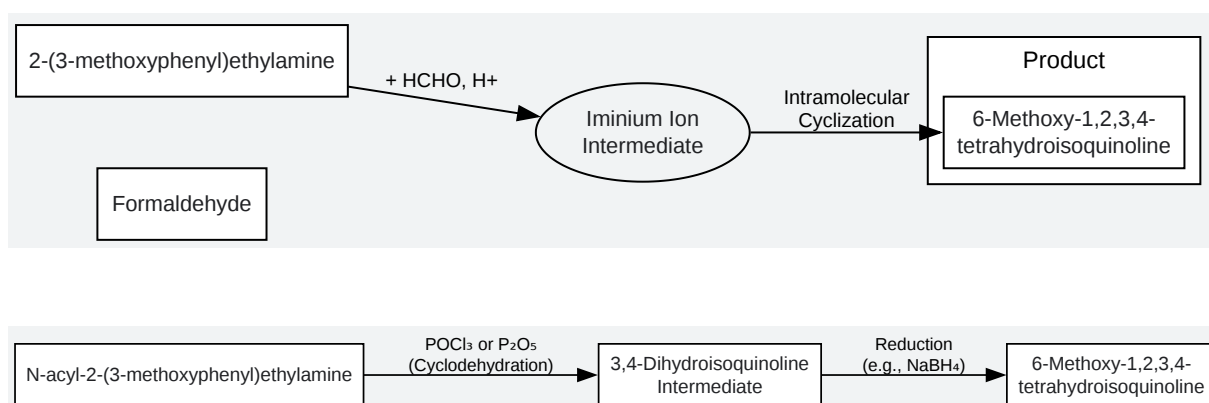 2-(3-methoxyphenyl)ethylamine
+ HCHO, H+
Iminium Ion
Intermediate
Intramolecular
Cyclization
Product
6-Methoxy-1,2,3,4-
tetrahydroisoquinoline
Formaldehyde
N-acyl-2-(3-methoxyphenyl)ethylamine
POCl₃ or P₂O₅
(Cyclodehydration)
3,4-Dihydroisoquinoline
Intermediate
Reduction
(e.g., NaBH₄)
6-Methoxy-1,2,3,4-
tetrahydroisoquinoline